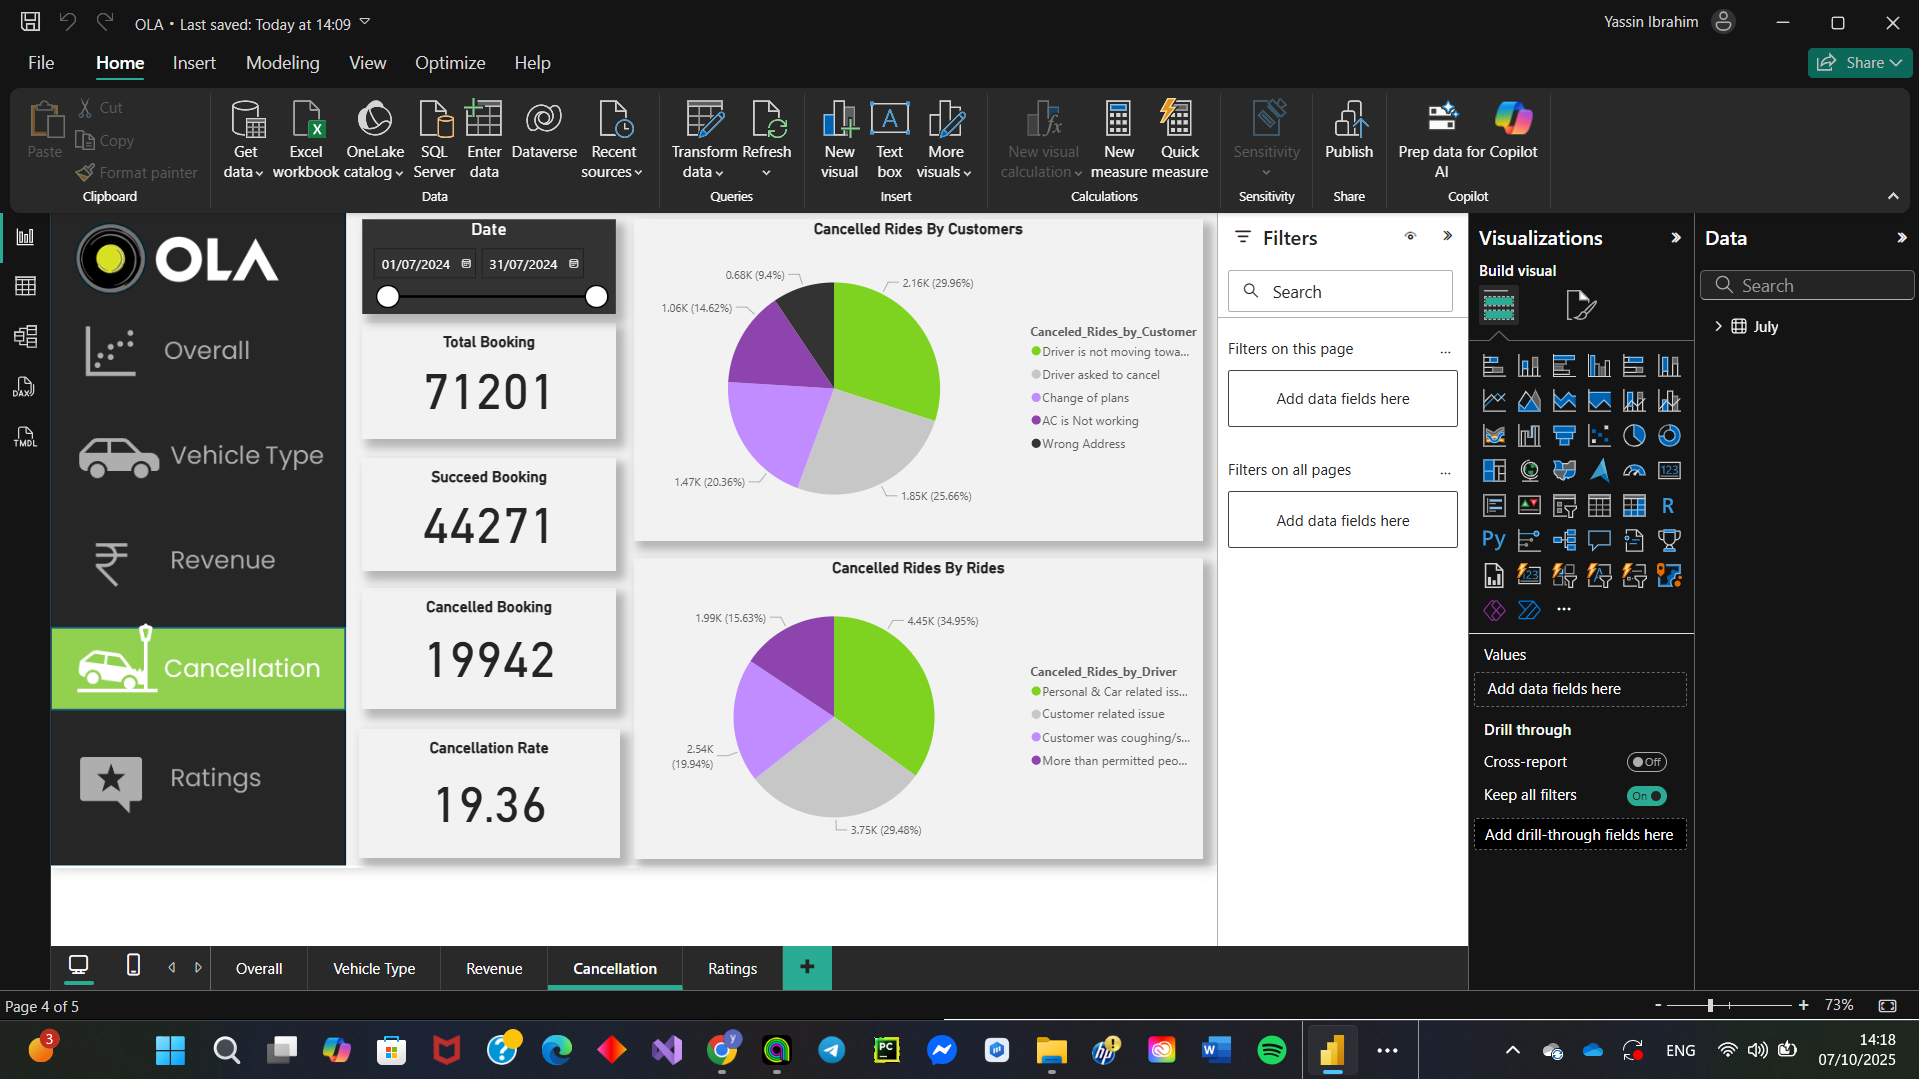 OLA • Last saved: Today at 14:09
Yassin Ibrahim
File
Home
Insert
Modeling
View
Optimize
Help
Share
Paste
Cut
Copy
Format painter
Clipboard
Get data
Excel workbook
OneLake catalog
SQL Server
Enter data
Dataverse
Recent sources
Data
Transform data
Refresh
Queries
New visual
Text box
More visuals
Insert
New visual calculation
New measure
Quick measure
Calculations
Sensitivity
Sensitivity
Publish
Share
Prep data for AI
Copilot
Copilot
DAX
TMDL
OLA
Overall
Vehicle Type
Revenue
Cancellation
Ratings
Date
01/07/2024
31/07/2024
Total Booking
71201
Succeed Booking
44271
Cancelled Booking
19942
Cancellation Rate
19.36
Cancelled Rides By Customers
0.68K (9.4%)
2.16K (29.96%)
1.06K (14.62%)
1.47K (20.36%)
1.85K (25.66%)
Canceled_Rides_by_Customer
Driver is not moving towa...
Driver asked to cancel
Change of plans
AC is Not working
Wrong Address
Cancelled Rides By Rides
1.99K (15.63%)
4.45K (34.95%)
2.54K
(19.94%)
3.75K (29.48%)
Canceled_Rides_by_Driver
Personal & Car related iss...
Customer related issue
Customer was coughing/s...
More than permitted peo...
Filters
Search
Filters on this page
...
Add data fields here
Filters on all pages
...
Add data fields here
Visualizations
Build visual
123
R
Py
123
...
Values
Add data fields here
Drill through
Cross-report
Off
Keep all filters
On
Add drill-through fields here
Data
Search
July
Overall
Vehicle Type
Revenue
Cancellation
Ratings
+
Page 4 of 5
-
+
73%
3
PC
y
hp
W
ENG
14:18
07/10/2025